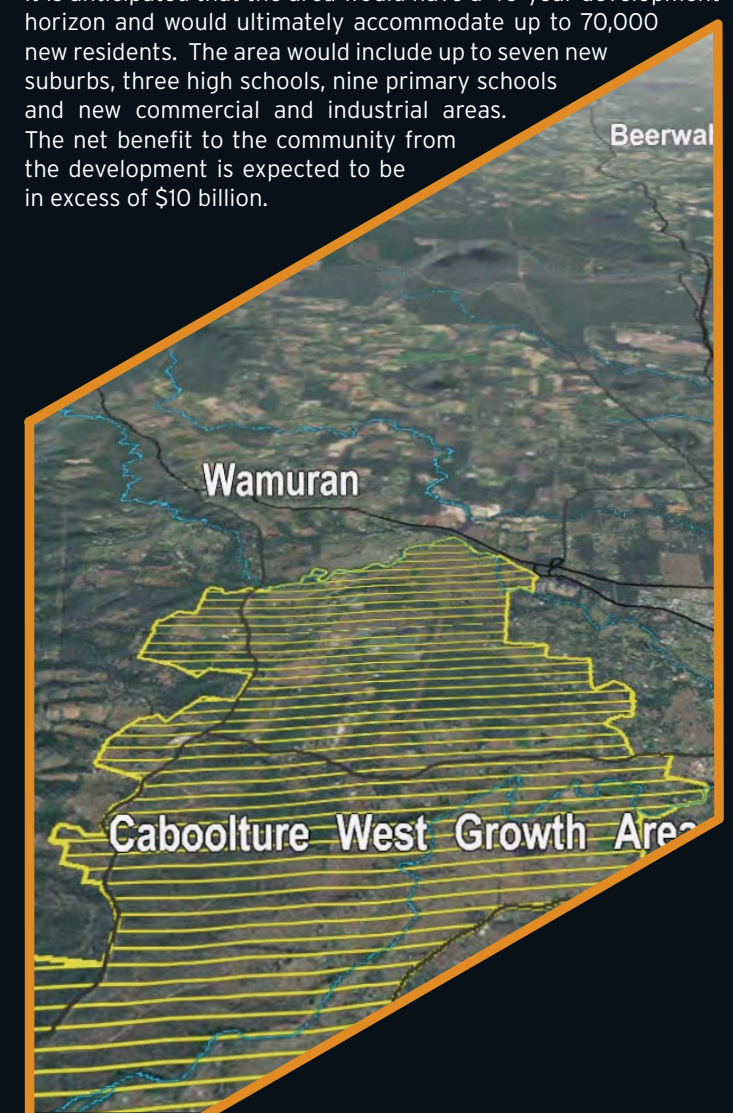 horizon and would ultimately accommodate up to 70,000
new residents. The area would include up to seven new
suburbs, three high schools, nine primary schools
and new commercial and industrial areas.
The net benefit to the community from
the development is expected to be
in excess of $10 billion.
Beerwa
Wamuran
Caboolture West Growth Area